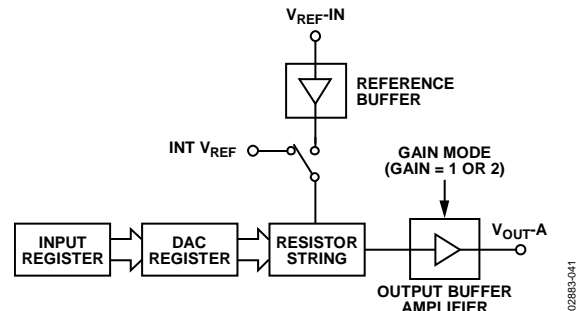 VREF-IN
REFERENCE
BUFFER
INT VREF
GAIN MODE
(GAIN = 1 OR 2)
INPUT
REGISTER
DAC
REGISTER
RESISTOR
STRING
VOUT-A
OUTPUT BUFFER
AMPLIFIER
02883-041